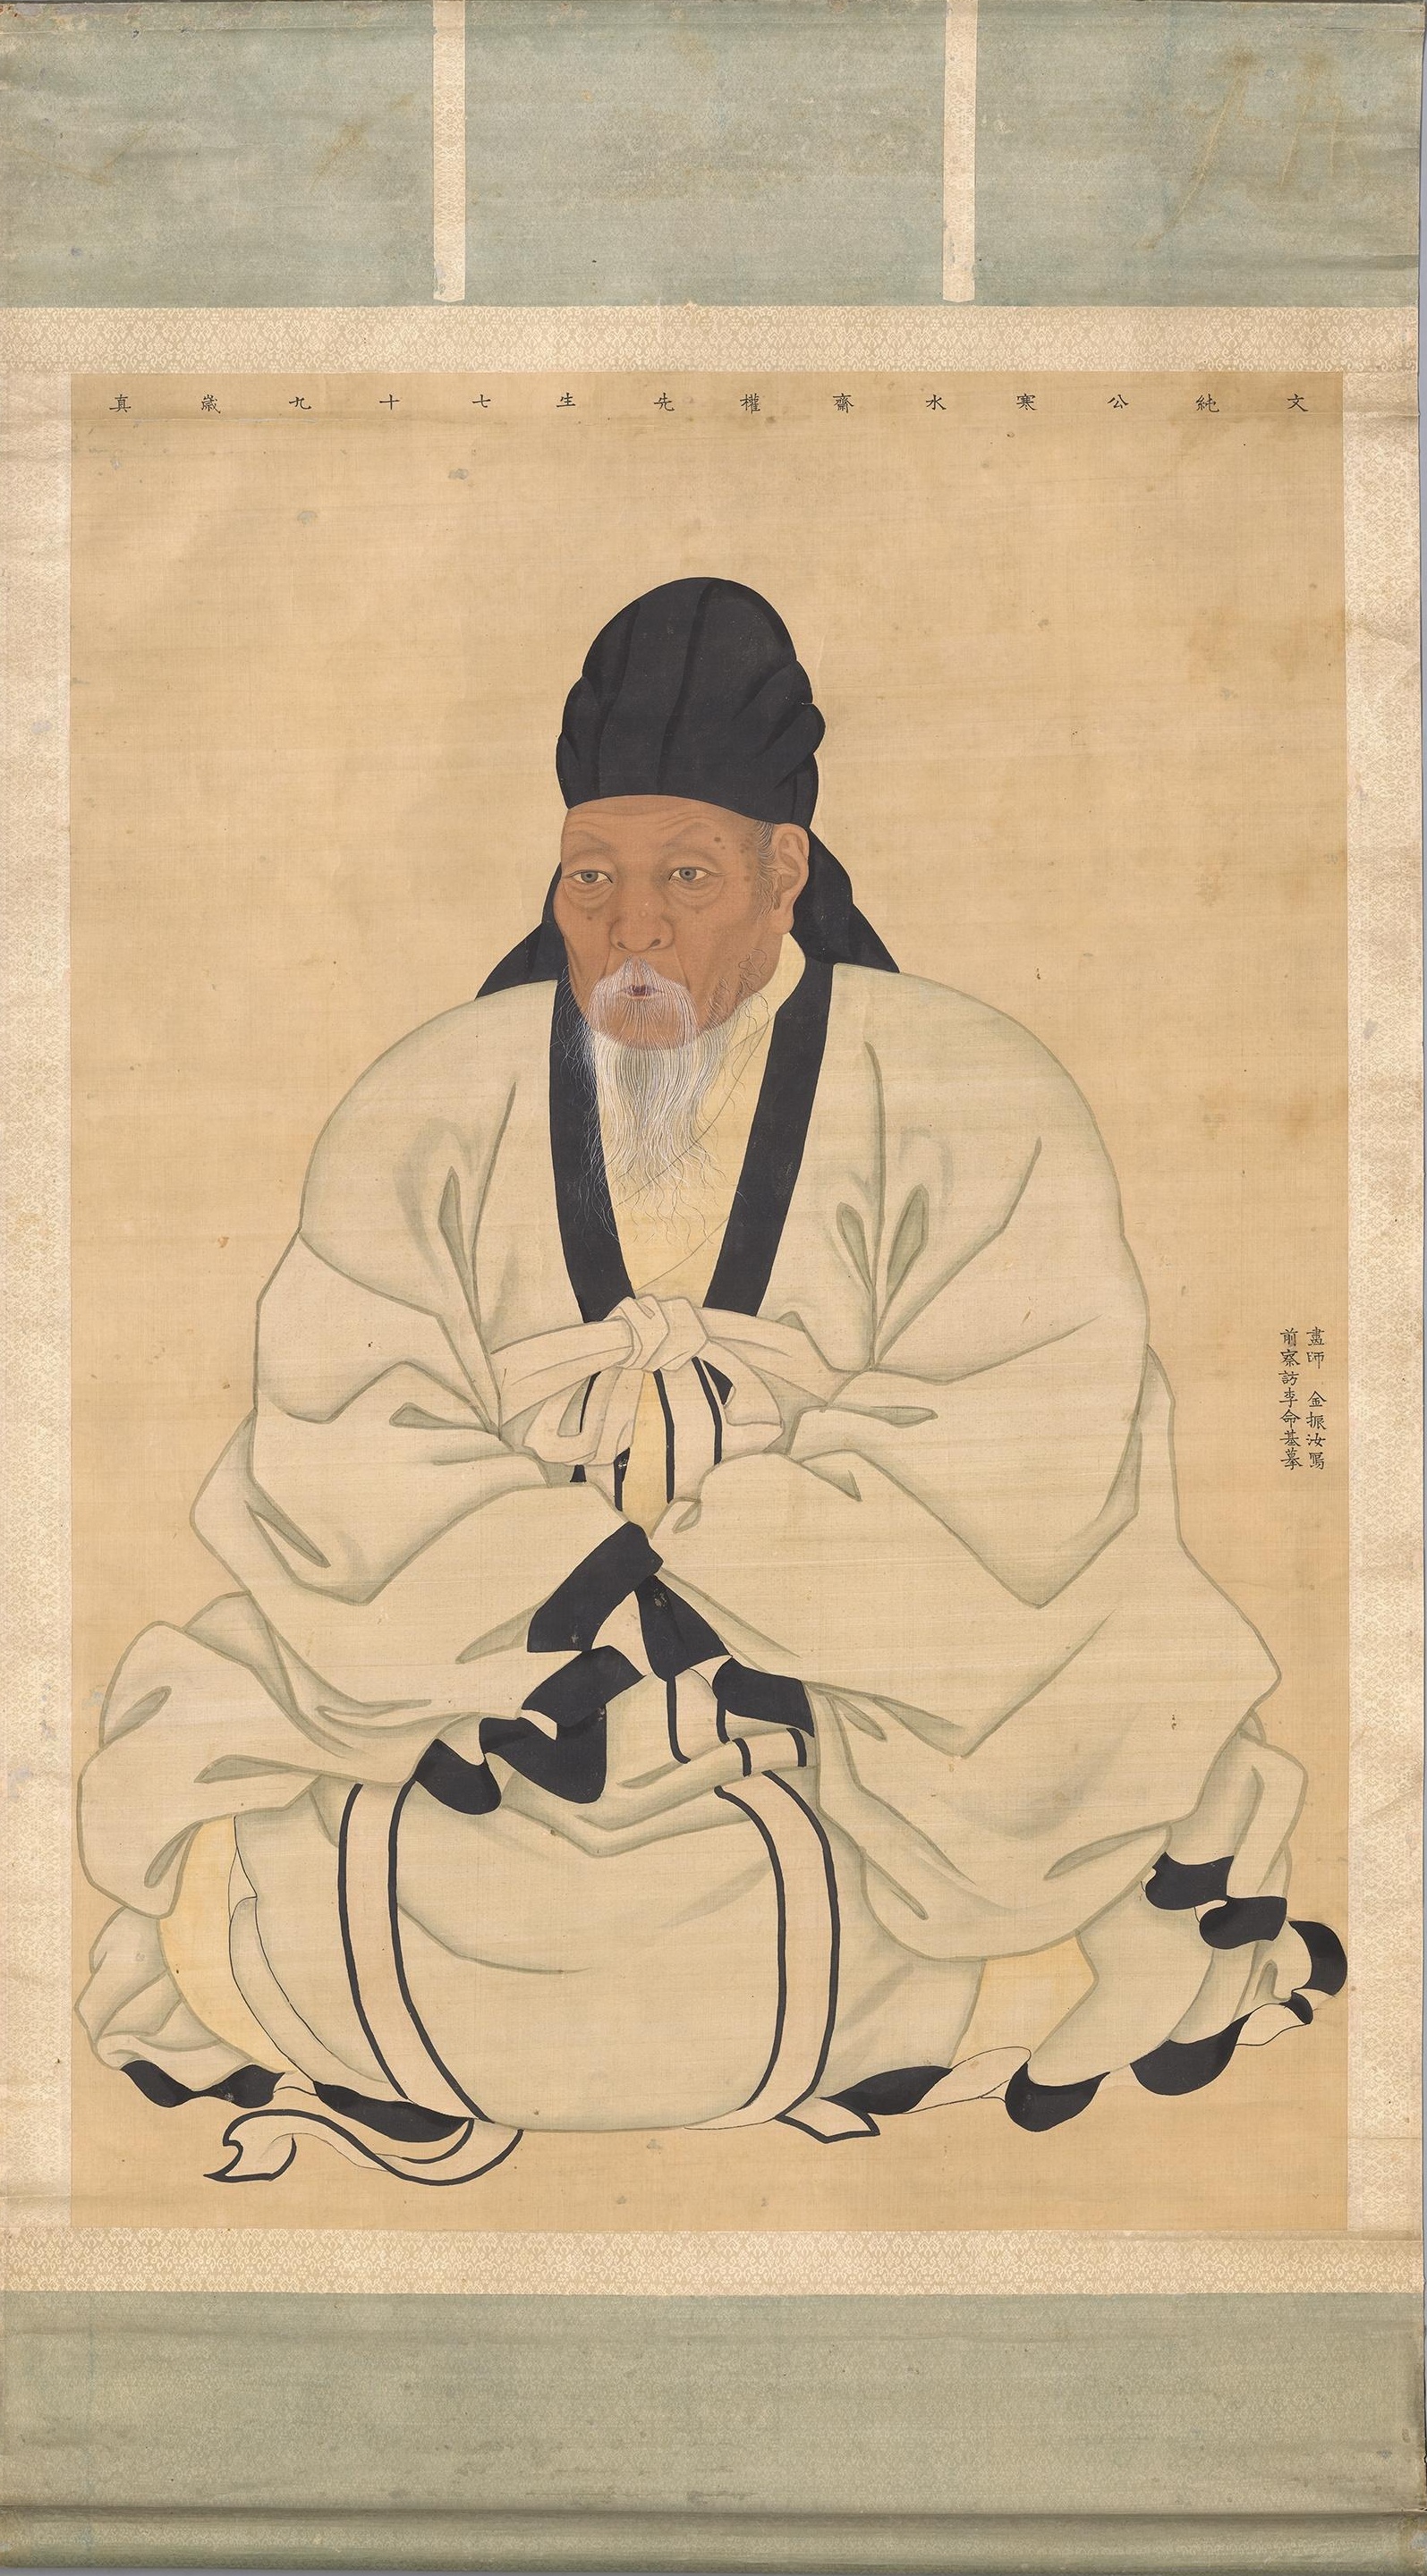 文純公寒水齋權先生七十九歲真
畫師 金振汝寫
前察訪李命基摹